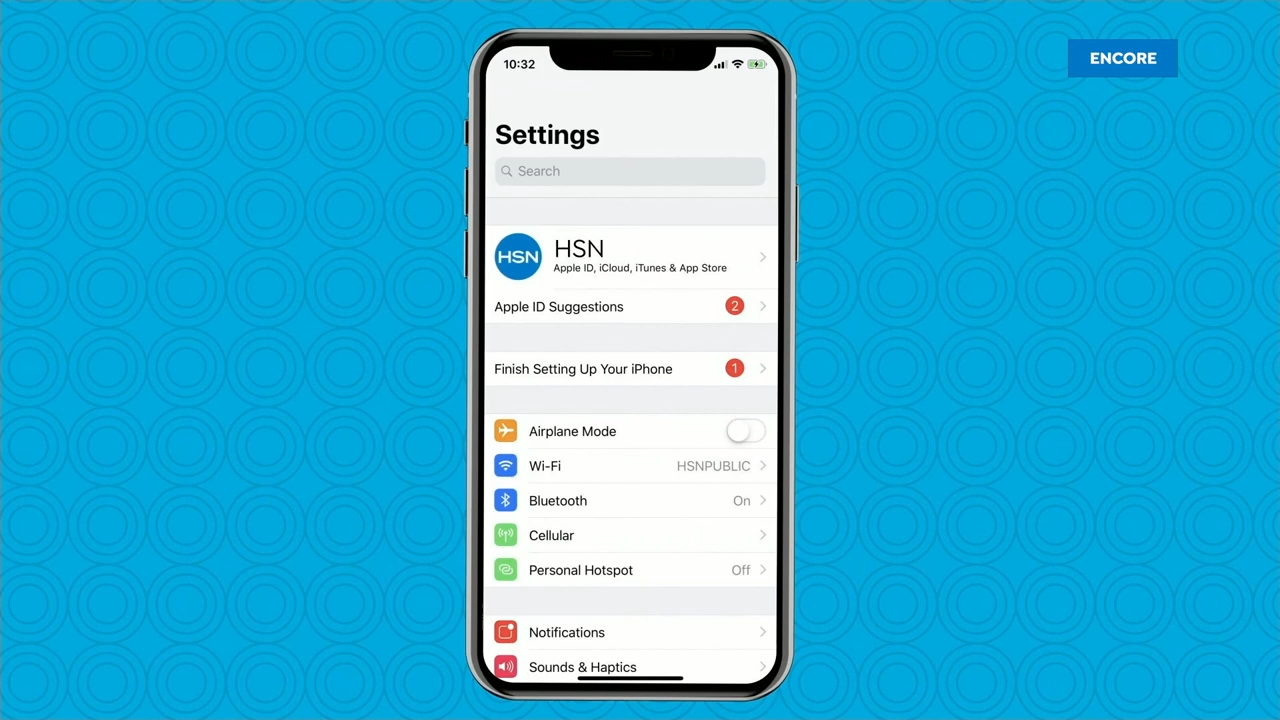 ENCORE
10:32
Settings
Search
HSN
HSN
Apple ID, iCloud, iTunes & App Store
Apple ID Suggestions 2
Finish Setting Up Your iPhone 1
Airplane Mode
Wi-Fi HSNPUBLIC
Bluetooth On
Cellular
Personal Hotspot Off
Notifications
Sounds & Haptics